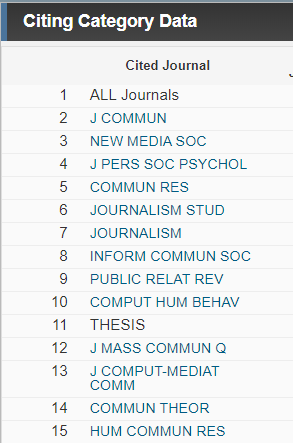 Citing Category Data
Cited Journal
1 ALL Journals
2 J COMMUN
3 NEW MEDIA SOC
4 J PERS SOC PSYCHOL
5 COMMUN RES
6 JOURNALISM STUD
7 JOURNALISM
8 INFORM COMMUN SOC
9 PUBLIC RELAT REV
10 COMPUT HUM BEHAV
11 THESIS
12 J MASS COMMUN Q
13 J COMPUT-MEDIAT
COMM
14 COMMUN THEOR
15 HUM COMMUN RES